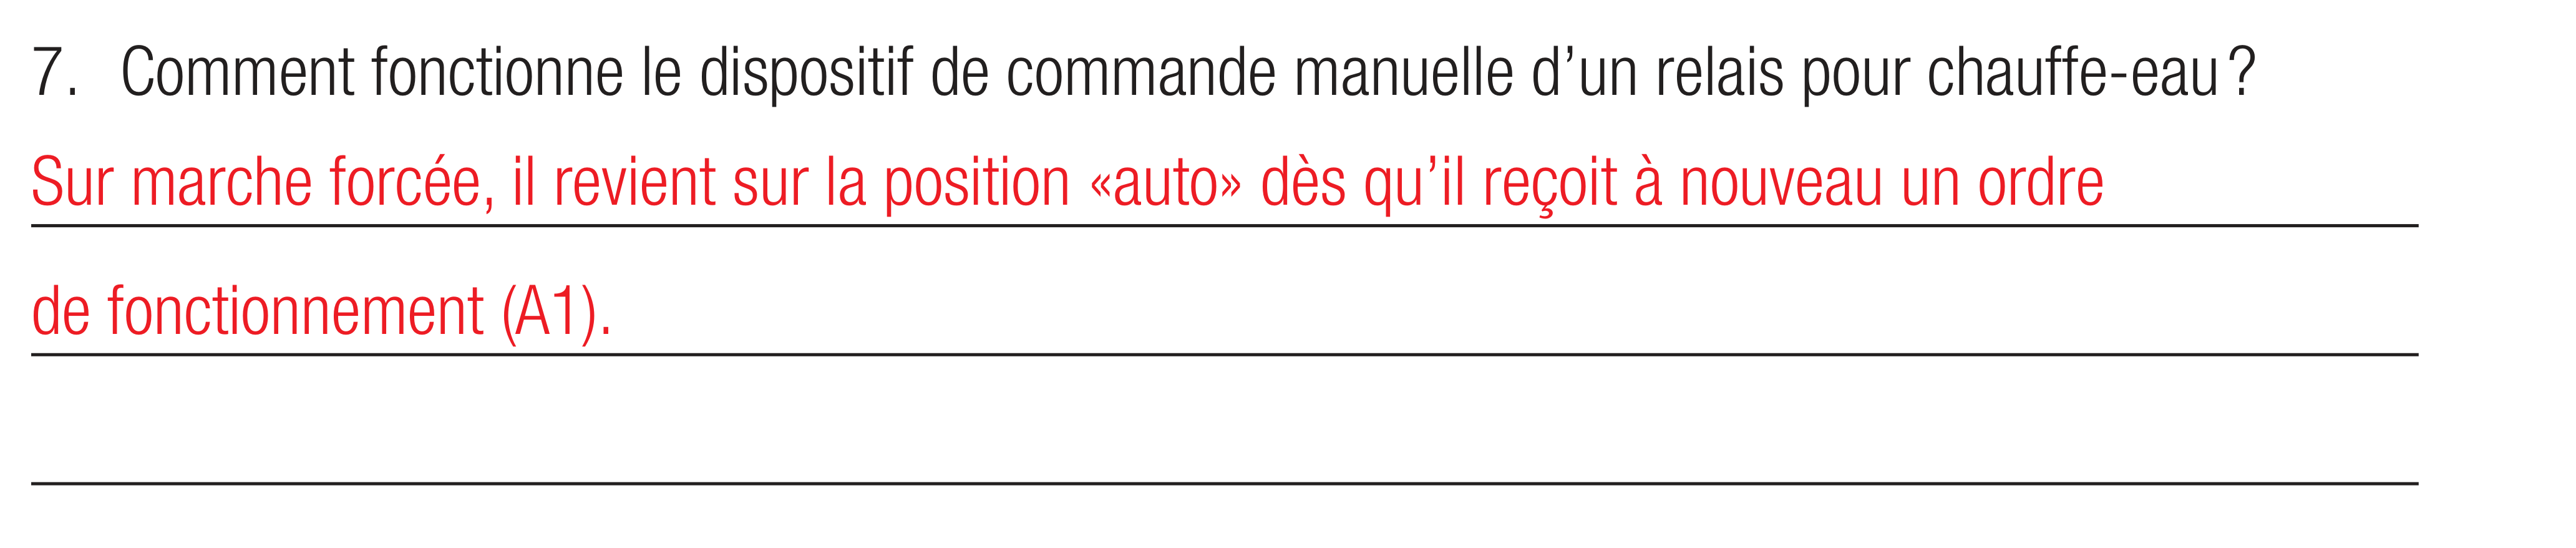 7. Comment fonctionne le dispositif de commande manuelle d’un relais pour chauffe-eau ?
Sur marche forcée, il revient sur la position «auto» dès qu’il reçoit à nouveau un ordre
de fonctionnement (A1).